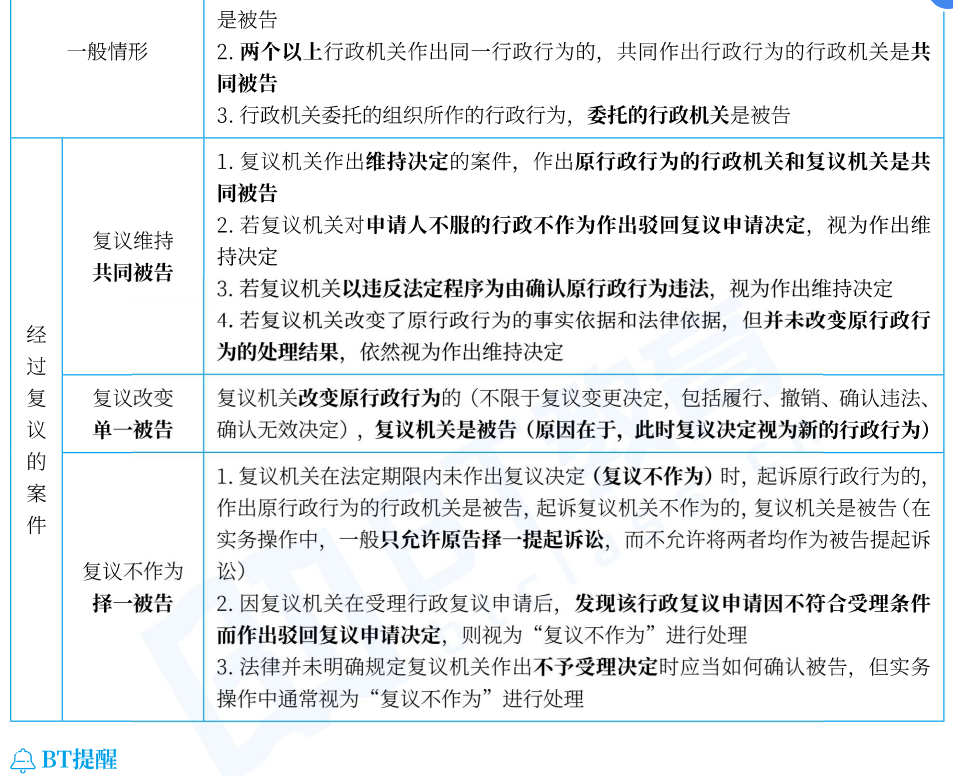 是被告
一般情形
2. 两个以上行政机关作出同一行政行为的，共同作出行政行为的行政机关是共
同被告
3. 行政机关委托的组织所作的行政行为，委托的行政机关是被告
经过复议的案件
复议维持
共同被告
1. 复议机关作出维持决定的案件，作出原行政行为的行政机关和复议机关是共
同被告
2. 若复议机关对申请人不服的行政不作为作出驳回复议申请决定，视为作出维
持决定
3. 若复议机关以违反法定程序为由确认原行政行为违法，视为作出维持决定
4. 若复议机关改变了原行政行为的事实依据和法律依据，但并未改变原行政行
为的处理结果，依然视为作出维持决定
复议改变
单一被告
复议机关改变原行政行为的（不限于复议变更决定，包括履行、撤销、确认违法、
确认无效决定），复议机关是被告（原因在于，此时复议决定视为新的行政行为）
复议不作为
择一被告
1. 复议机关在法定期限内未作出复议决定（复议不作为）时，起诉原行政行为的，
作出原行政行为的行政机关是被告，起诉复议机关不作为的，复议机关是被告（在
实务操作中，一般只允许原告择一提起诉讼，而不允许将两者均作为被告提起诉
讼）
2. 因复议机关在受理行政复议申请后，发现该行政复议申请因不符合受理条件
而作出驳回复议申请决定，则视为“复议不作为”进行处理
3. 法律并未明确规定复议机关作出不予受理决定时应当如何确认被告，但实务
操作中通常视为“复议不作为”进行处理
BT提醒